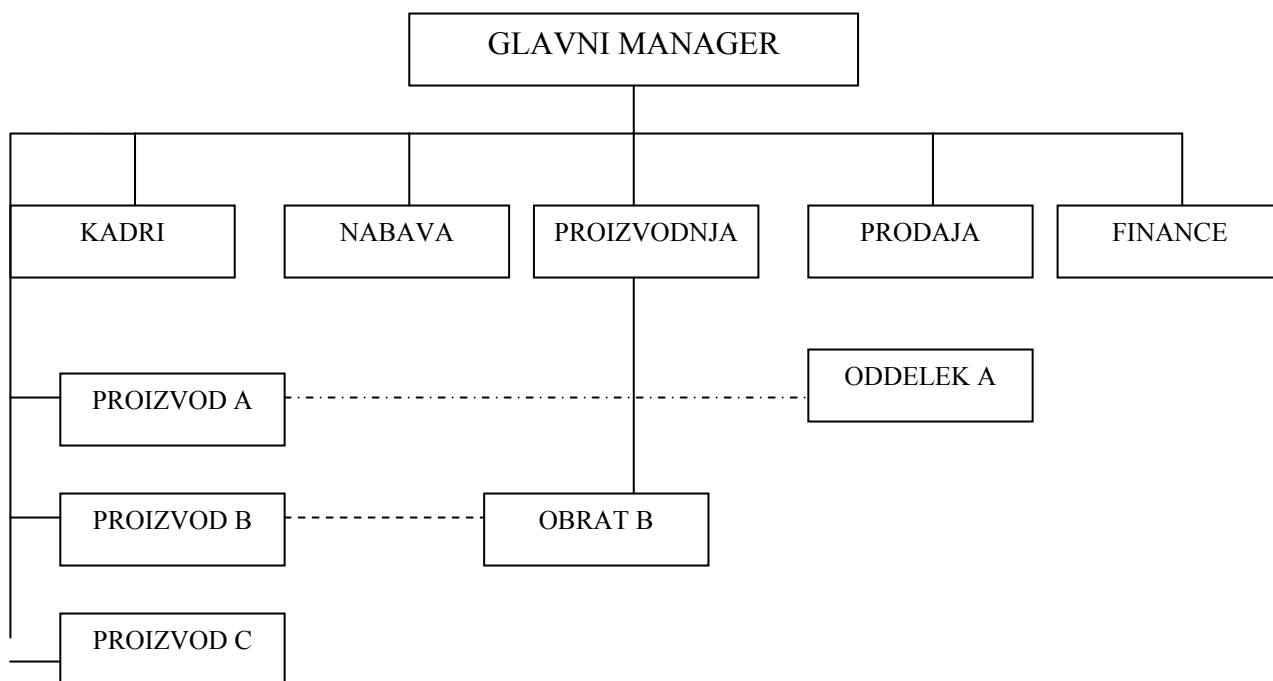 GLAVNI MANAGER
KADRI
NABAVA
PROIZVODNJA
PRODAJA
FINANCE
PROIZVOD A
ODDELEK A
PROIZVOD B
OBRAT B
PROIZVOD C